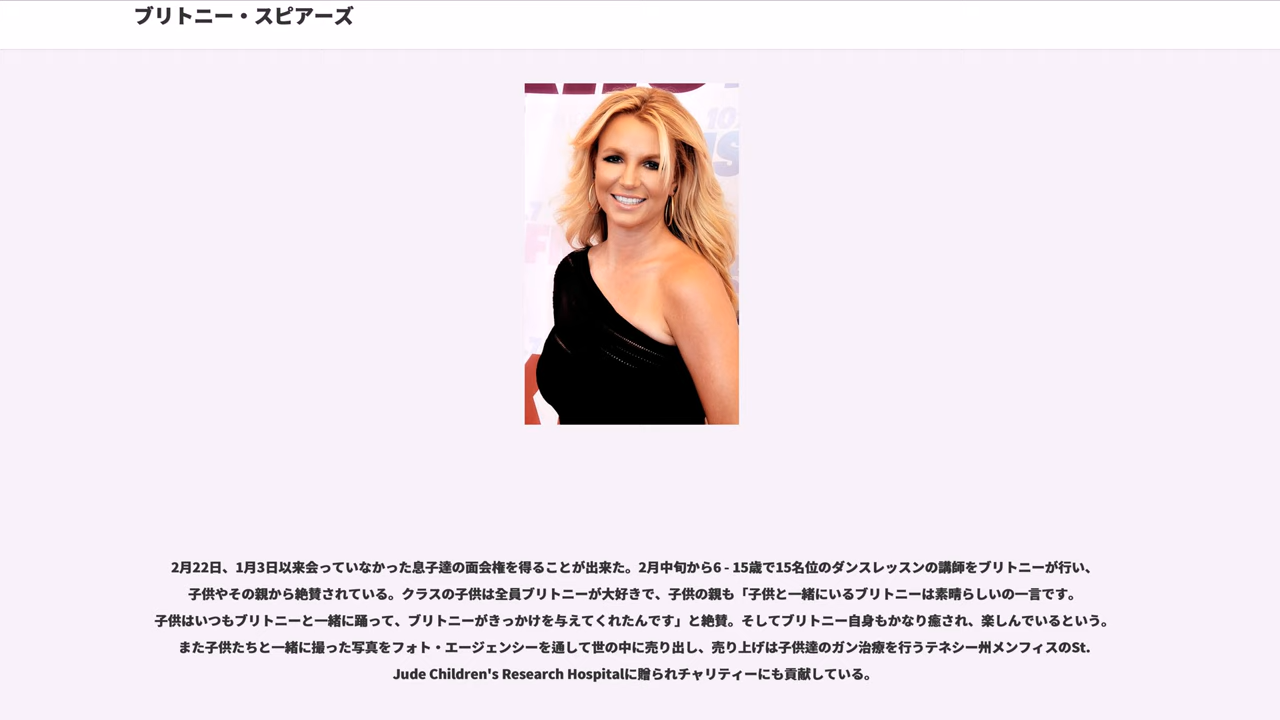 ブリトニー・スピアーズ
10
.7
2月22日、1月3日以来会っていなかった息子達の面会権を得ることが出来た。2月中旬から6 - 15歳で15名位のダンスレッスンの講師をブリトニーが行い、
子供やその親から絶賛されている。クラスの子供は全員ブリトニーが大好きで、子供の親も「子供と一緒にいるブリトニーは素晴らしいの一言です。
子供はいつもブリトニーと一緒に踊って、ブリトニーがきっかけを与えてくれたんです」と絶賛。そしてブリトニー自身もかなり癒され、楽しんでいるという。
また子供たちと一緒に撮った写真をフォト・エージェンシーを通して世の中に売り出し、売り上げは子供達のガン治療を行うテネシー州メンフィスのSt.
Jude Children's Research Hospitalに贈られチャリティーにも貢献している。